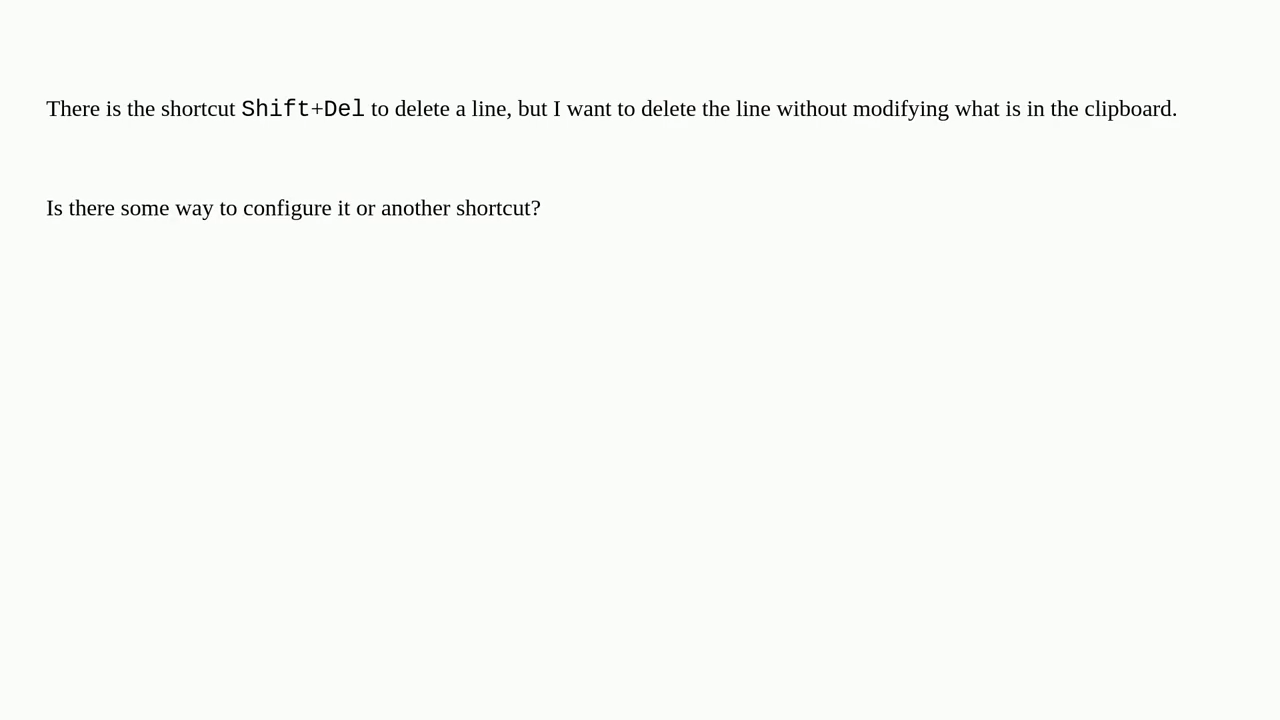 There is the shortcut Shift+Del to delete a line, but I want to delete the line without modifying what is in the clipboard.
Is there some way to configure it or another shortcut?